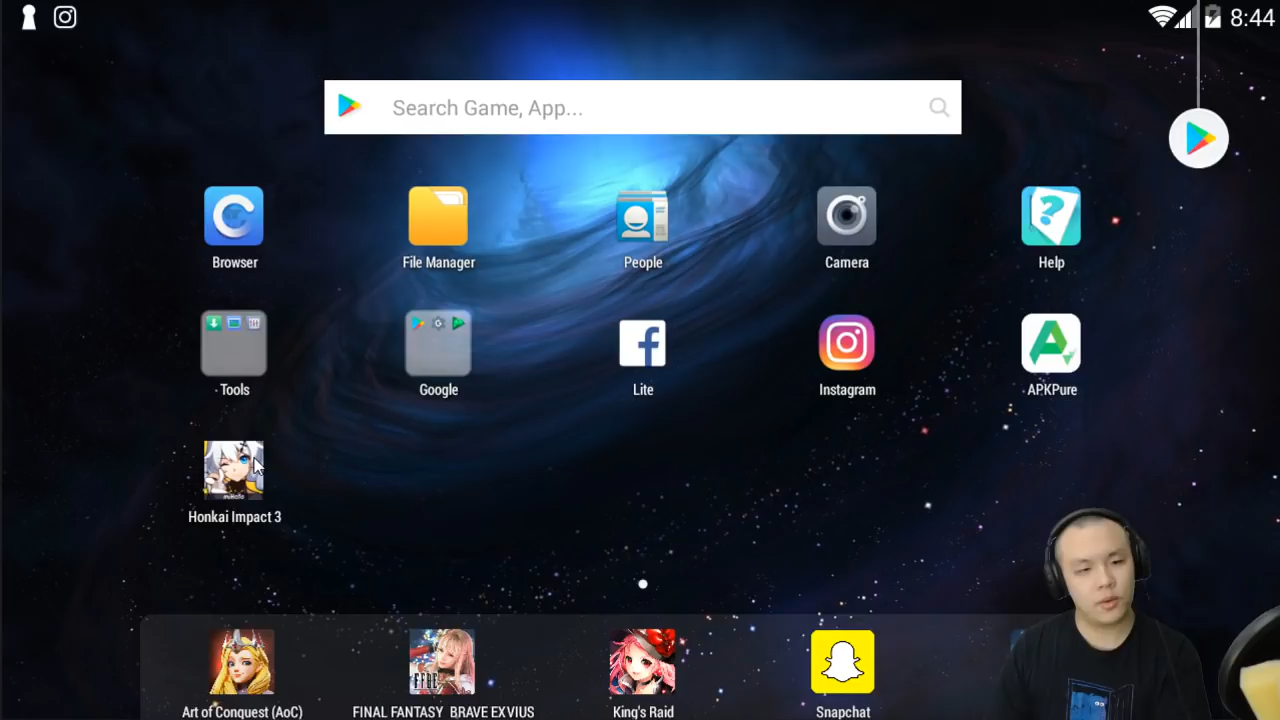 8:44
Search Game, App...
Browser
File Manager
People
Camera
Help
Tools
Google
Lite
Instagram
APKPure
Honkai Impact 3
Art of Conquest (AoC)
FINAL FANTASY BRAVE EXVIUS
King's Raid
Snapchat